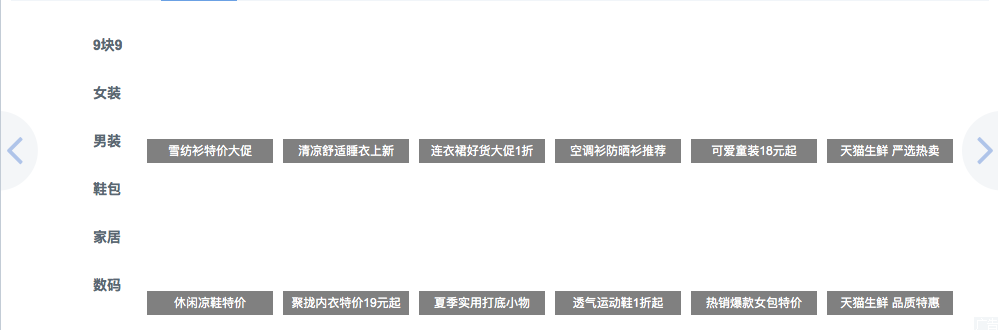 9块9
女装
男装
鞋包
家居
数码
雪纺衫特价大促
清凉舒适睡衣上新
连衣裙好货大促1折
空调衫防晒衫推荐
可爱童装18元起
天猫生鲜 严选热卖
休闲凉鞋特价
聚拢内衣特价19元起
夏季实用打底小物
透气运动鞋1折起
热销爆款女包特价
天猫生鲜 品质特惠